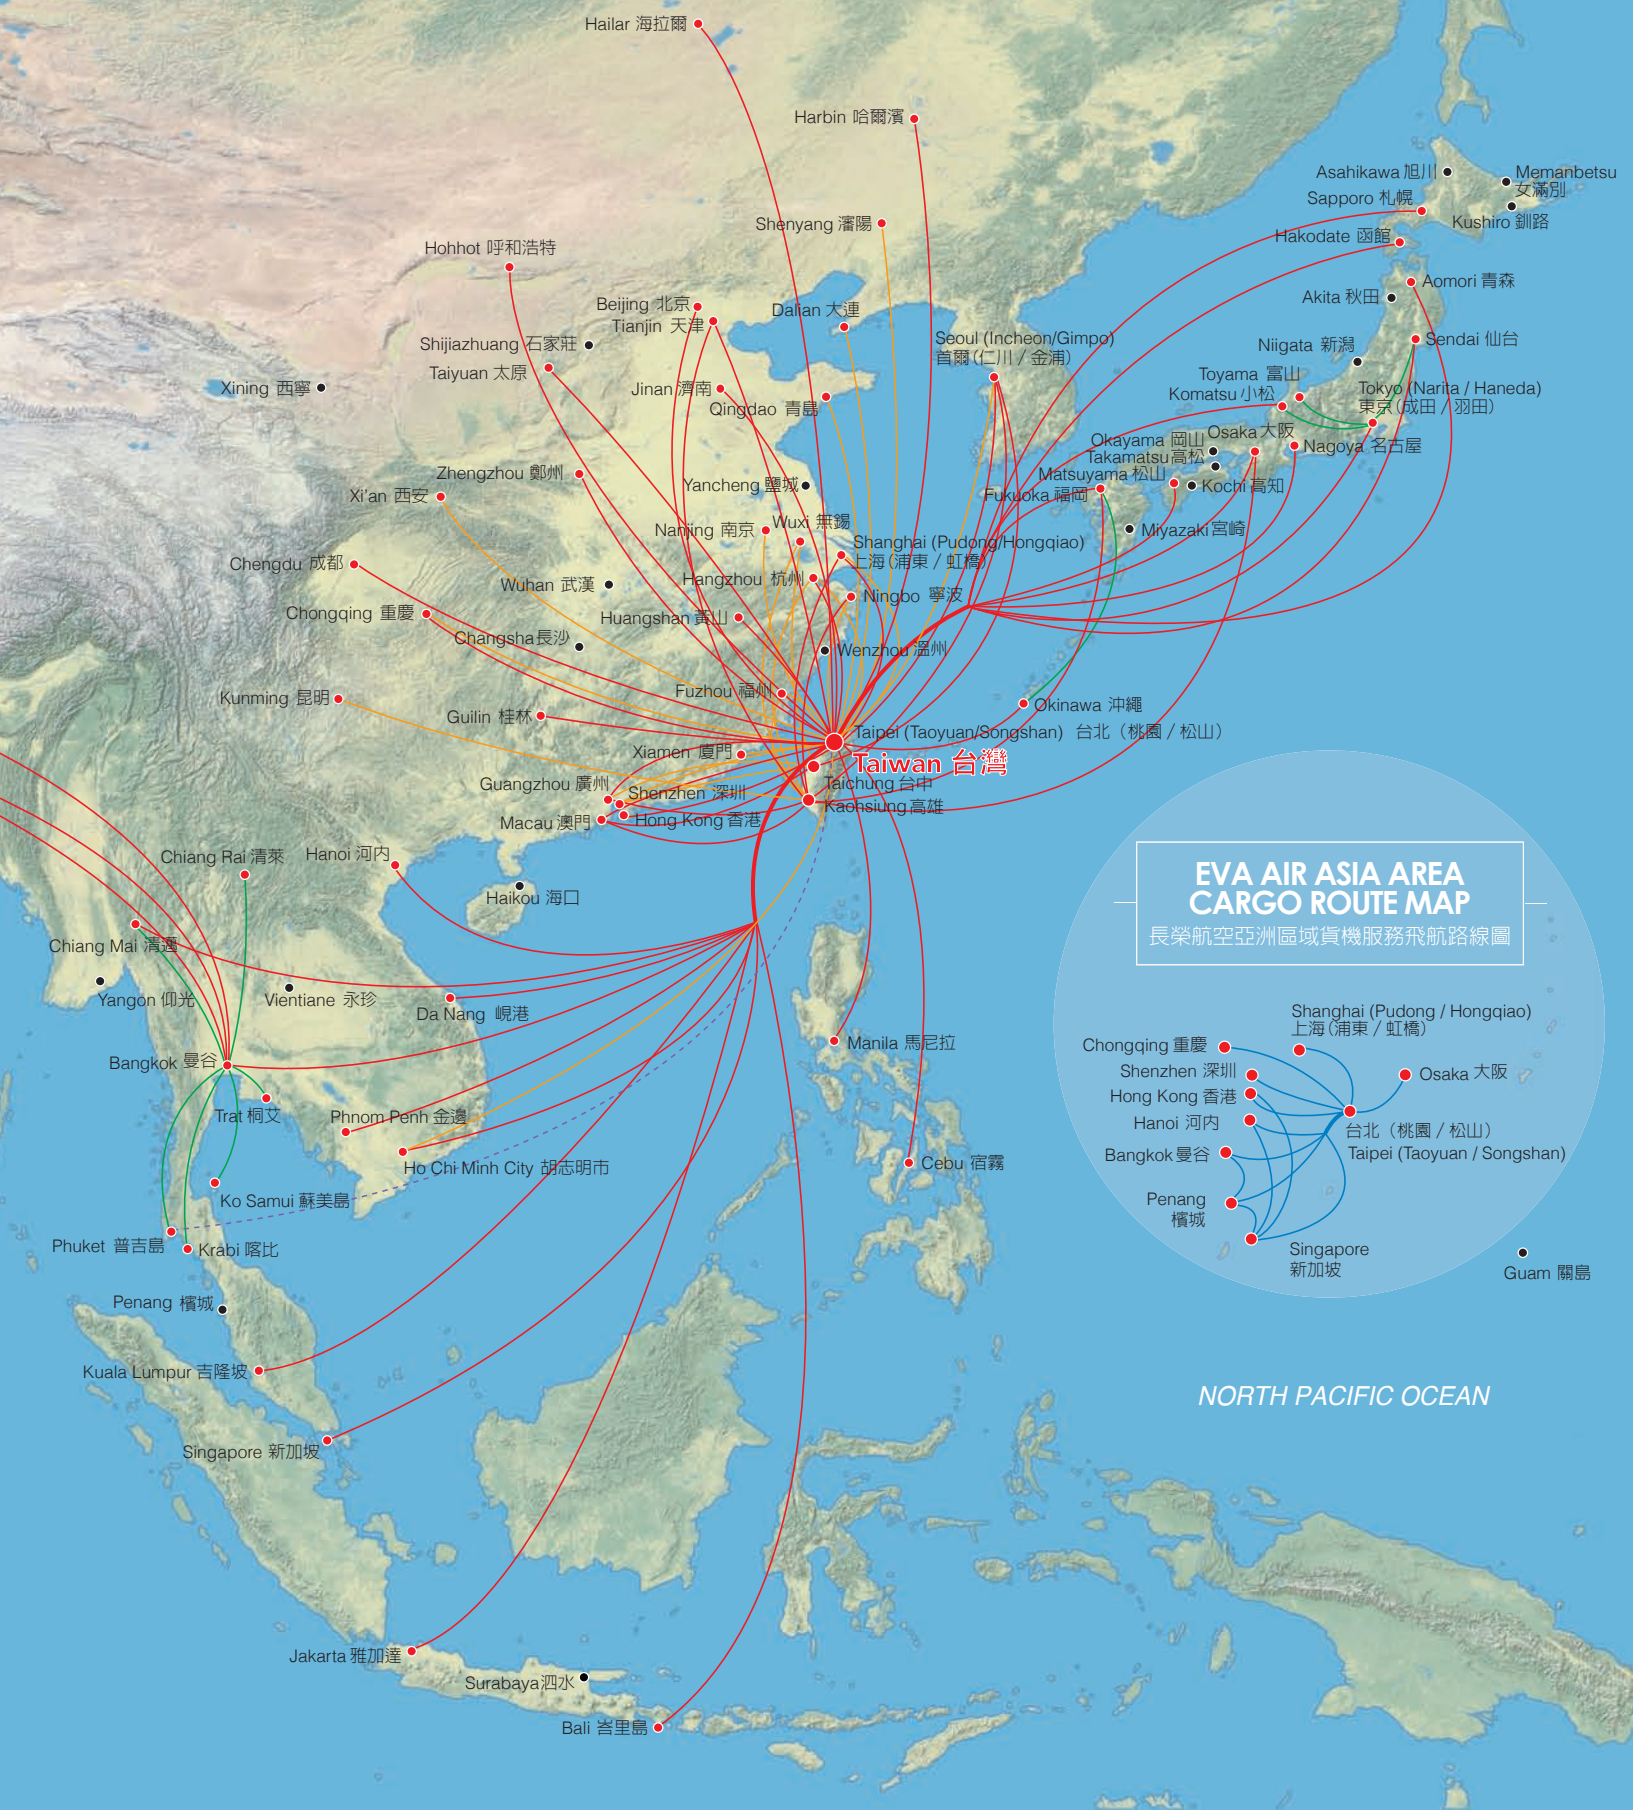 Hailar 海拉爾
Harbin 哈爾濱
Asahikawa 旭川
Memanbetsu
女滿別
Sapporo 札幌
Kushiro 釧路
Shenyang 瀋陽
Hakodate 函館
Hohhot 呼和浩特
Aomori 青森
Akita 秋田
Beijing 北京
Dalian 大連
Tianjin 天津
Seoul (Incheon/Gimpo)
首爾(仁川 / 金浦)
Sendai 仙台
Shijiazhuang 石家莊
Niigata 新潟
Taiyuan 太原
Toyama 富山
Xining 西寧
Jinan 濟南
Komatsu 小松
Tokyo (Narita / Haneda)
東京(成田 / 羽田)
Qingdao 青島
Okayama 岡山
Osaka 大阪
Nagoya 名古屋
Takamatsu高松
Zhengzhou 鄭州
Matsuyama 松山
Yancheng 鹽城
Kochi 高知
Xi'an 西安
Fukuoka 福岡
Nanjing 南京
Wuxi 無錫
Miyazaki 宮崎
Shanghai (Pudong/Hongqiao)
上海(浦東 / 虹橋)
Chengdu 成都
Wuhan 武漢
Hangzhou 杭州
Ningbo 寧波
Chongqing 重慶
Huangshan 黃山
Changsha 長沙
Wenzhou 溫州
Kunming 昆明
Fuzhou 福州
Okinawa 沖繩
Guilin 桂林
Taipei (Taoyuan/Songshan) 台北（桃園 / 松山）
Xiamen 廈門
Taiwan 台灣
Guangzhou 廣州
Taichung 台中
Shenzhen 深圳
Kaohsiung 高雄
Macau 澳門
Hong Kong 香港
Chiang Rai 清萊
Hanoi 河内
Haikou 海口
Chiang Mai 清邁
Yangon 仰光
Vientiane 永珍
Da Nang 峴港
Bangkok 曼谷
Manila 馬尼拉
Trat 桐艾
Phnom Penh 金邊
Ho Chi Minh City 胡志明市
Cebu 宿霧
Ko Samui 蘇美島
Phuket 普吉島
Krabi 喀比
Penang 檳城
Kuala Lumpur 吉隆坡
Singapore 新加坡
Jakarta 雅加達
Surabaya泗水
Bali 峇里島
EVA AIR ASIA AREA
CARGO ROUTE MAP
長榮航空亞洲區域貨機服務飛航路線圖
Shanghai (Pudong / Hongqiao)
上海(浦東 / 虹橋)
Chongqing 重慶
Shenzhen 深圳
Osaka 大阪
Hong Kong 香港
Hanoi 河内
台北（桃園 / 松山）
Bangkok 曼谷
Taipei (Taoyuan / Songshan)
Penang
檳城
Singapore
新加坡
Guam 關島
NORTH PACIFIC OCEAN